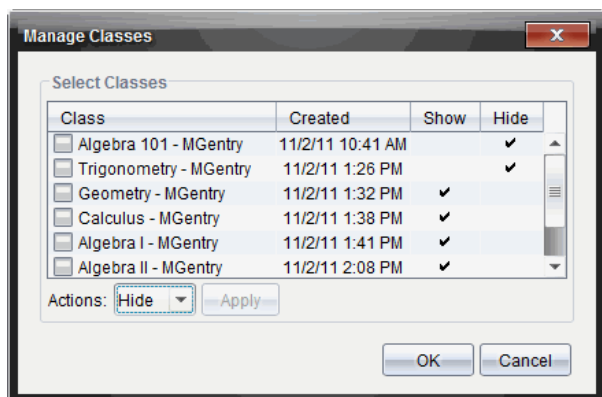 Manage Classes
Select Classes
Class Created Show Hide
Algebra 101 - MGentry 11/2/11 10:41 AM
Trigonometry - MGentry 11/2/11 1:26 PM
Geometry - MGentry 11/2/11 1:32 PM
Calculus - MGentry 11/2/11 1:38 PM
Algebra I - MGentry 11/2/11 1:41 PM
Algebra II - MGentry 11/2/11 2:08 PM
Actions: Hide Apply
OK Cancel